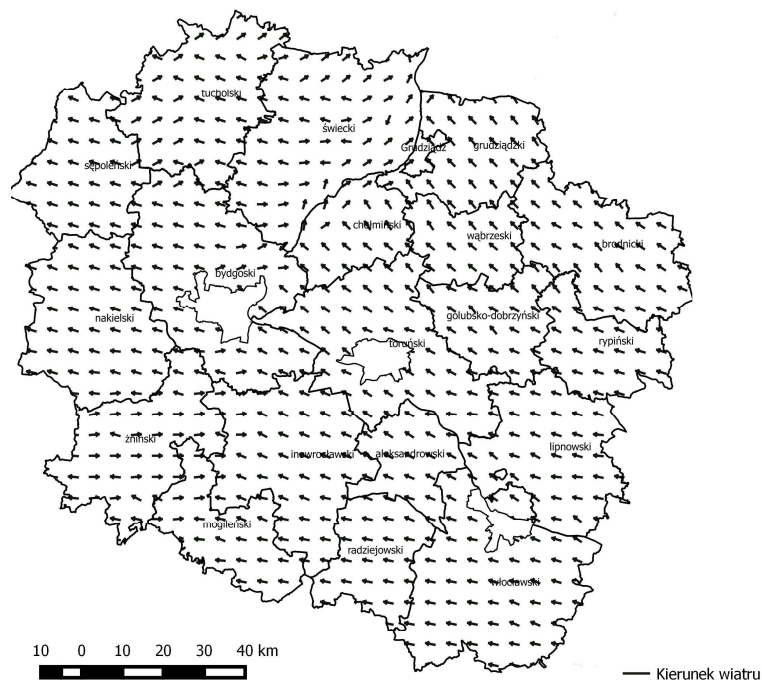 tucholski
świecki
Grudziądz
grudziądzki
sępoleński
chełmiński
wąbrzeski
brodnicki
bydgoski
nakielski
golubsko-dobrzyński
toruński
rypiński
żniński
inowrocławski
aleksandrowski
lipnowski
mogileński
radziejowski
włocławski
10 0 10 20 30 40 km
Kierunek wiatru